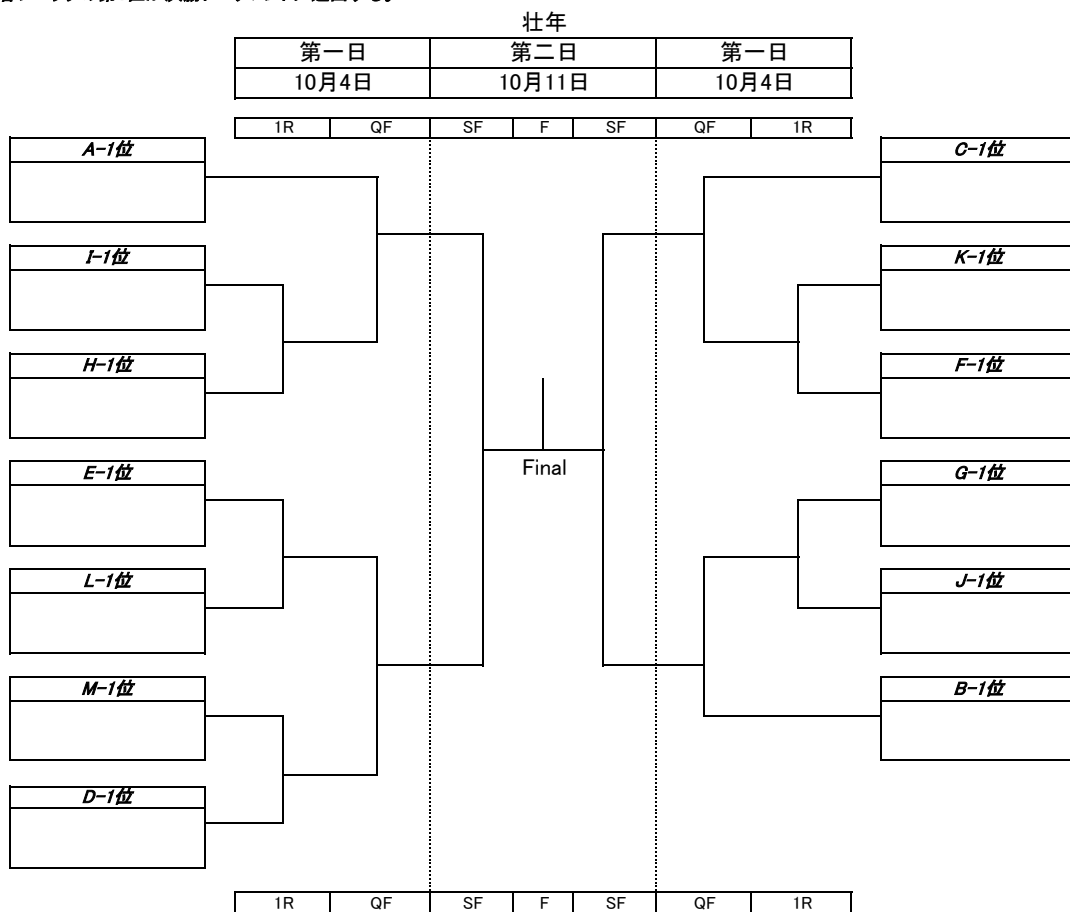 壮年
第一日 第二日 第一日
10月4日 10月11日 10月4日
1R QF SF F SF QF 1R
A-1位 C-1位
I-1位 K-1位
H-1位 F-1位
E-1位 G-1位
Final
L-1位 J-1位
M-1位 B-1位
D-1位
1R QF SF F SF QF 1R